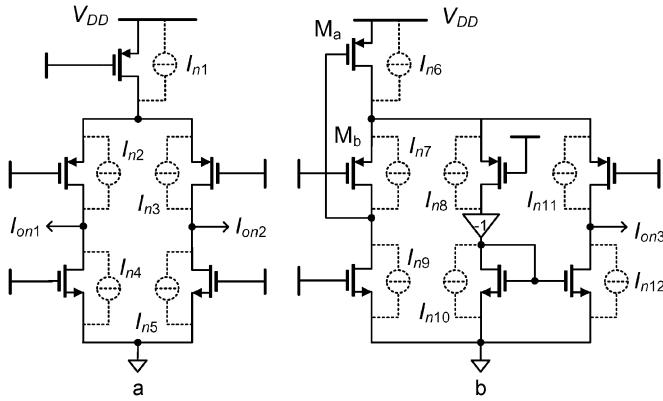 V_DD
I_n1
I_n2
I_n3
I_on1
I_on2
I_n4
I_n5
a
M_a
V_DD
I_n6
M_b
I_n7
I_n8
I_n11
-1
I_on3
I_n9
I_n10
I_n12
b